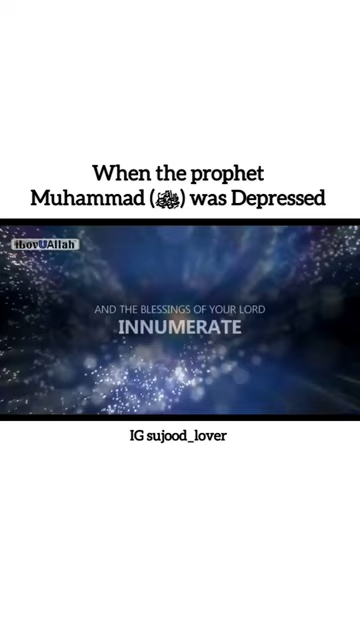 When the prophet
Muhammad (ﷺ) was Depressed
ilovUAllah
AND THE BLESSINGS OF YOUR LORD
INNUMERATE
IG sujood_lover